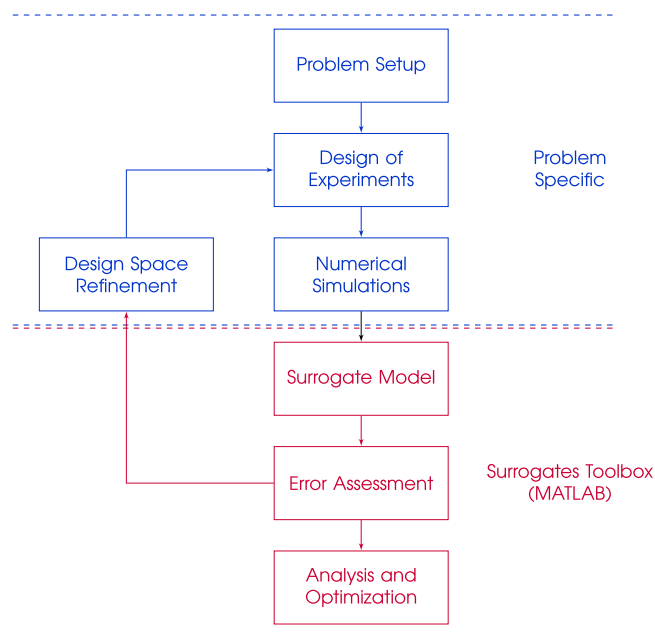 Problem Setup
Design of
Experiments
Problem
Specific
Design Space
Refinement
Numerical
Simulations
Surrogate Model
Error Assessment
Surrogates Toolbox
(MATLAB)
Analysis and
Optimization